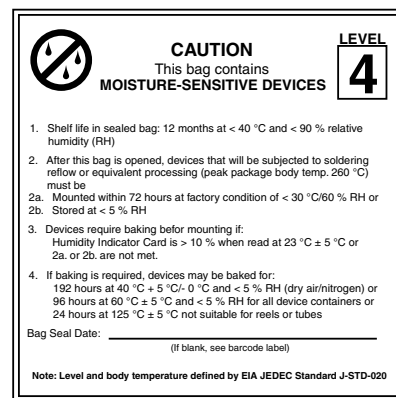 LEVEL
4
CAUTION
This bag contains
MOISTURE-SENSITIVE DEVICES
1. Shelf life in sealed bag: 12 months at < 40 °C and < 90 % relative
humidity (RH)
2. After this bag is opened, devices that will be subjected to soldering
reflow or equivalent processing (peak package body temp. 260 °C)
must be
2a. Mounted within 72 hours at factory condition of < 30 °C/60 % RH or
2b. Stored at < 5 % RH
3. Devices require baking befor mounting if:
Humidity Indicator Card is > 10 % when read at 23 °C ± 5 °C or
2a. or 2b. are not met.
4. If baking is required, devices may be baked for:
192 hours at 40 °C + 5 °C/- 0 °C and < 5 % RH (dry air/nitrogen) or
96 hours at 60 °C ± 5 °C and < 5 % RH for all device containers or
24 hours at 125 °C ± 5 °C not suitable for reels or tubes
Bag Seal Date:
(If blank, see barcode label)
Note: Level and body temperature defined by EIA JEDEC Standard J-STD-020